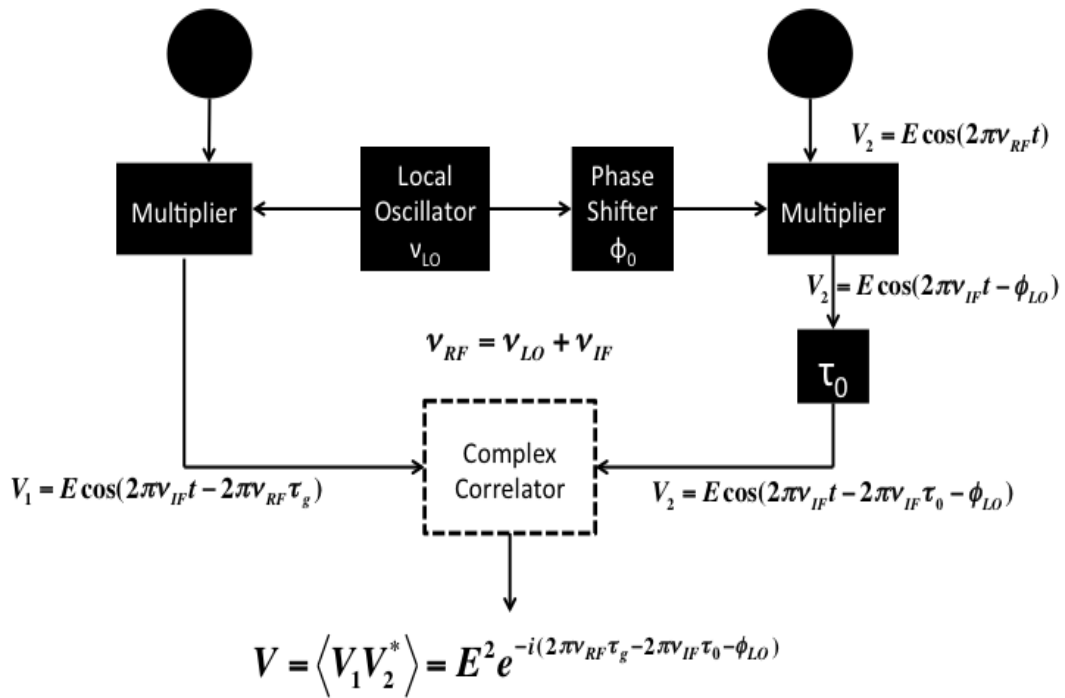 V₂ = E cos(2πν_RF t)
Multiplier
Local
Oscillator
ν_LO
Phase
Shifter
ϕ₀
Multiplier
V₂ = E cos(2πν_IF t − ϕ_LO)
ν_RF = ν_LO + ν_IF
τ₀
Complex
Correlator
V₁ = E cos(2πν_IF t − 2πν_RF τ_g)
V₂ = E cos(2πν_IF t − 2πν_IF τ₀ − ϕ_LO)
V = ⟨V₁V₂*⟩ = E² e^{−i(2πν_RF τ_g − 2πν_IF τ₀ − ϕ_LO)}